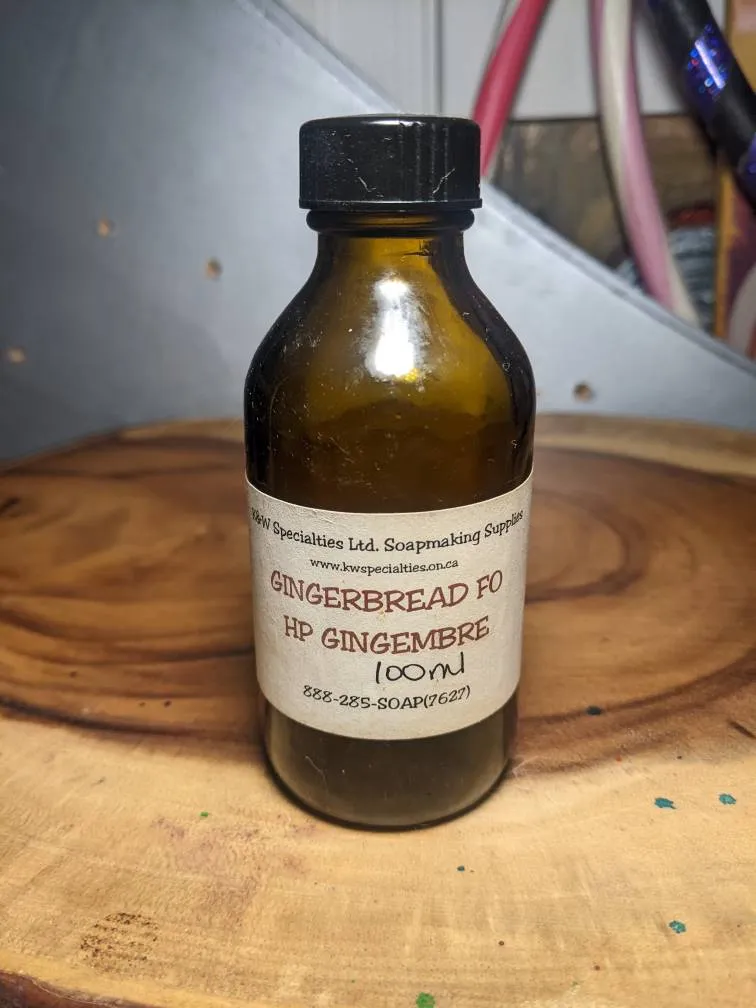 K&W Specialties Ltd. Soapmaking Supplies
www.kwspecialties.on.ca
GINGERBREAD FO
HP GINGEMBRE
100ml
888-285-SOAP(7627)